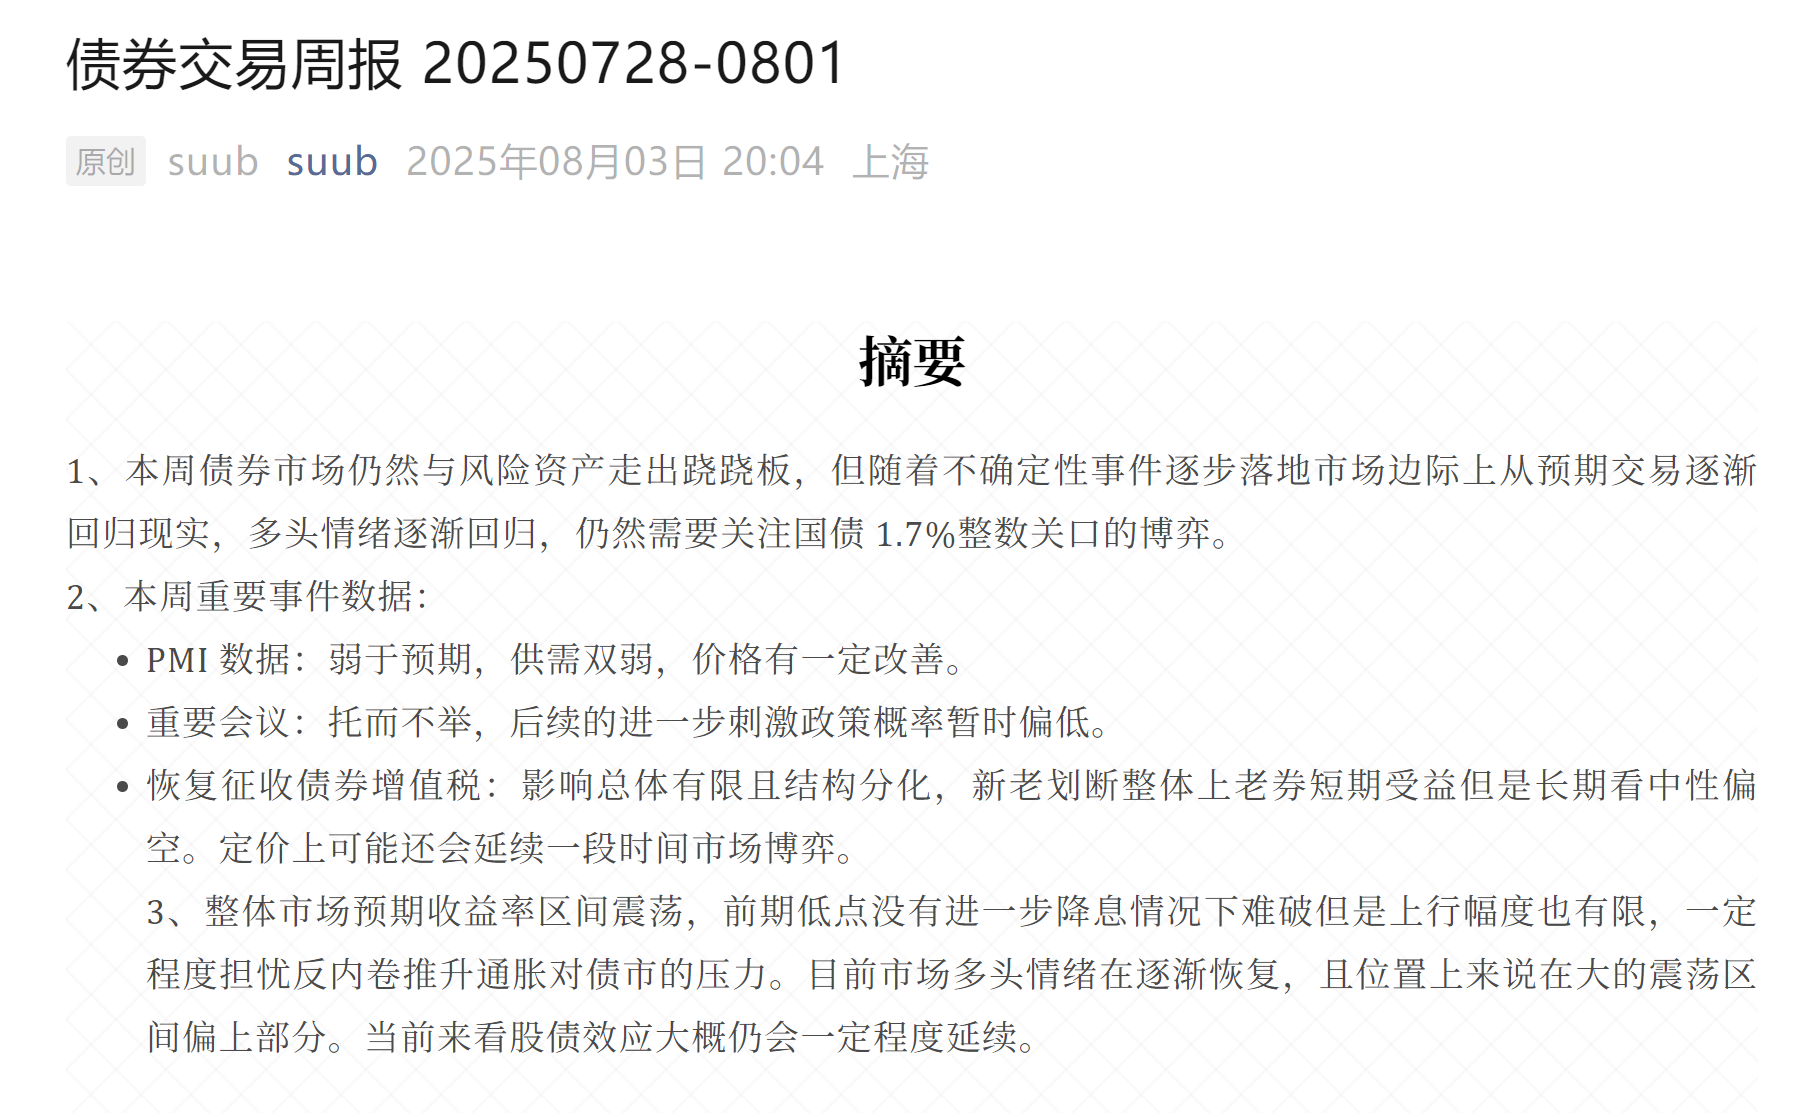 债券交易周报 20250728-0801
原创 suub suub 2025年08月03日 20:04 上海
摘要
1、本周债券市场仍然与风险资产走出跷跷板，但随着不确定性事件逐步落地市场边际上从预期交易逐渐
回归现实，多头情绪逐渐回归，仍然需要关注国债 1.7%整数关口的博弈。
2、本周重要事件数据：
• PMI 数据：弱于预期，供需双弱，价格有一定改善。
• 重要会议：托而不举，后续的进一步刺激政策概率暂时偏低。
• 恢复征收债券增值税：影响总体有限且结构分化，新老划断整体上老券短期受益但是长期看中性偏
空。定价上可能还会延续一段时间市场博弈。
3、整体市场预期收益率区间震荡，前期低点没有进一步降息情况下难破但是上行幅度也有限，一定
程度担忧反内卷推升通胀对债市的压力。目前市场多头情绪在逐渐恢复，且位置上来说在大的震荡区
间偏上部分。当前来看股债效应大概仍会一定程度延续。